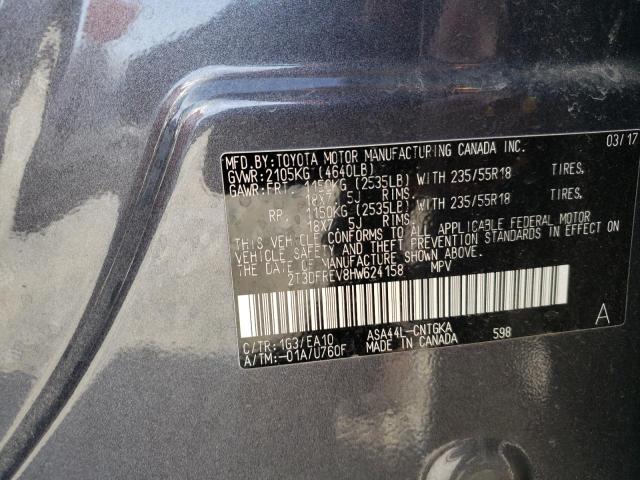 MFD.BY:TOYOTA MOTOR MANUFACTURING CANADA INC. 03/17
GVWR:2105KG (4640LB)
GAWR:FRT. 1150KG (2535LB) WITH 235/55R18 TIRES.
18X7.5J RIMS
RP. 1150KG (2535LB) WITH 235/55R18 TIRES.
18X7.5J RIMS
THIS VEHICLE CONFORMS TO ALL APPLICABLE FEDERAL MOTOR
VEHICLE SAFETY AND THEFT PREVENTION STANDARDS IN EFFECT ON
THE DATE OF MANUFACTURE SHOWN ABOVE.
2T3DFREV8HW624158 MPV
A
C/TR:1G3/EA10 ASA44L-CNTGKA 598
A/TM:-01A/U760F MADE IN CANADA